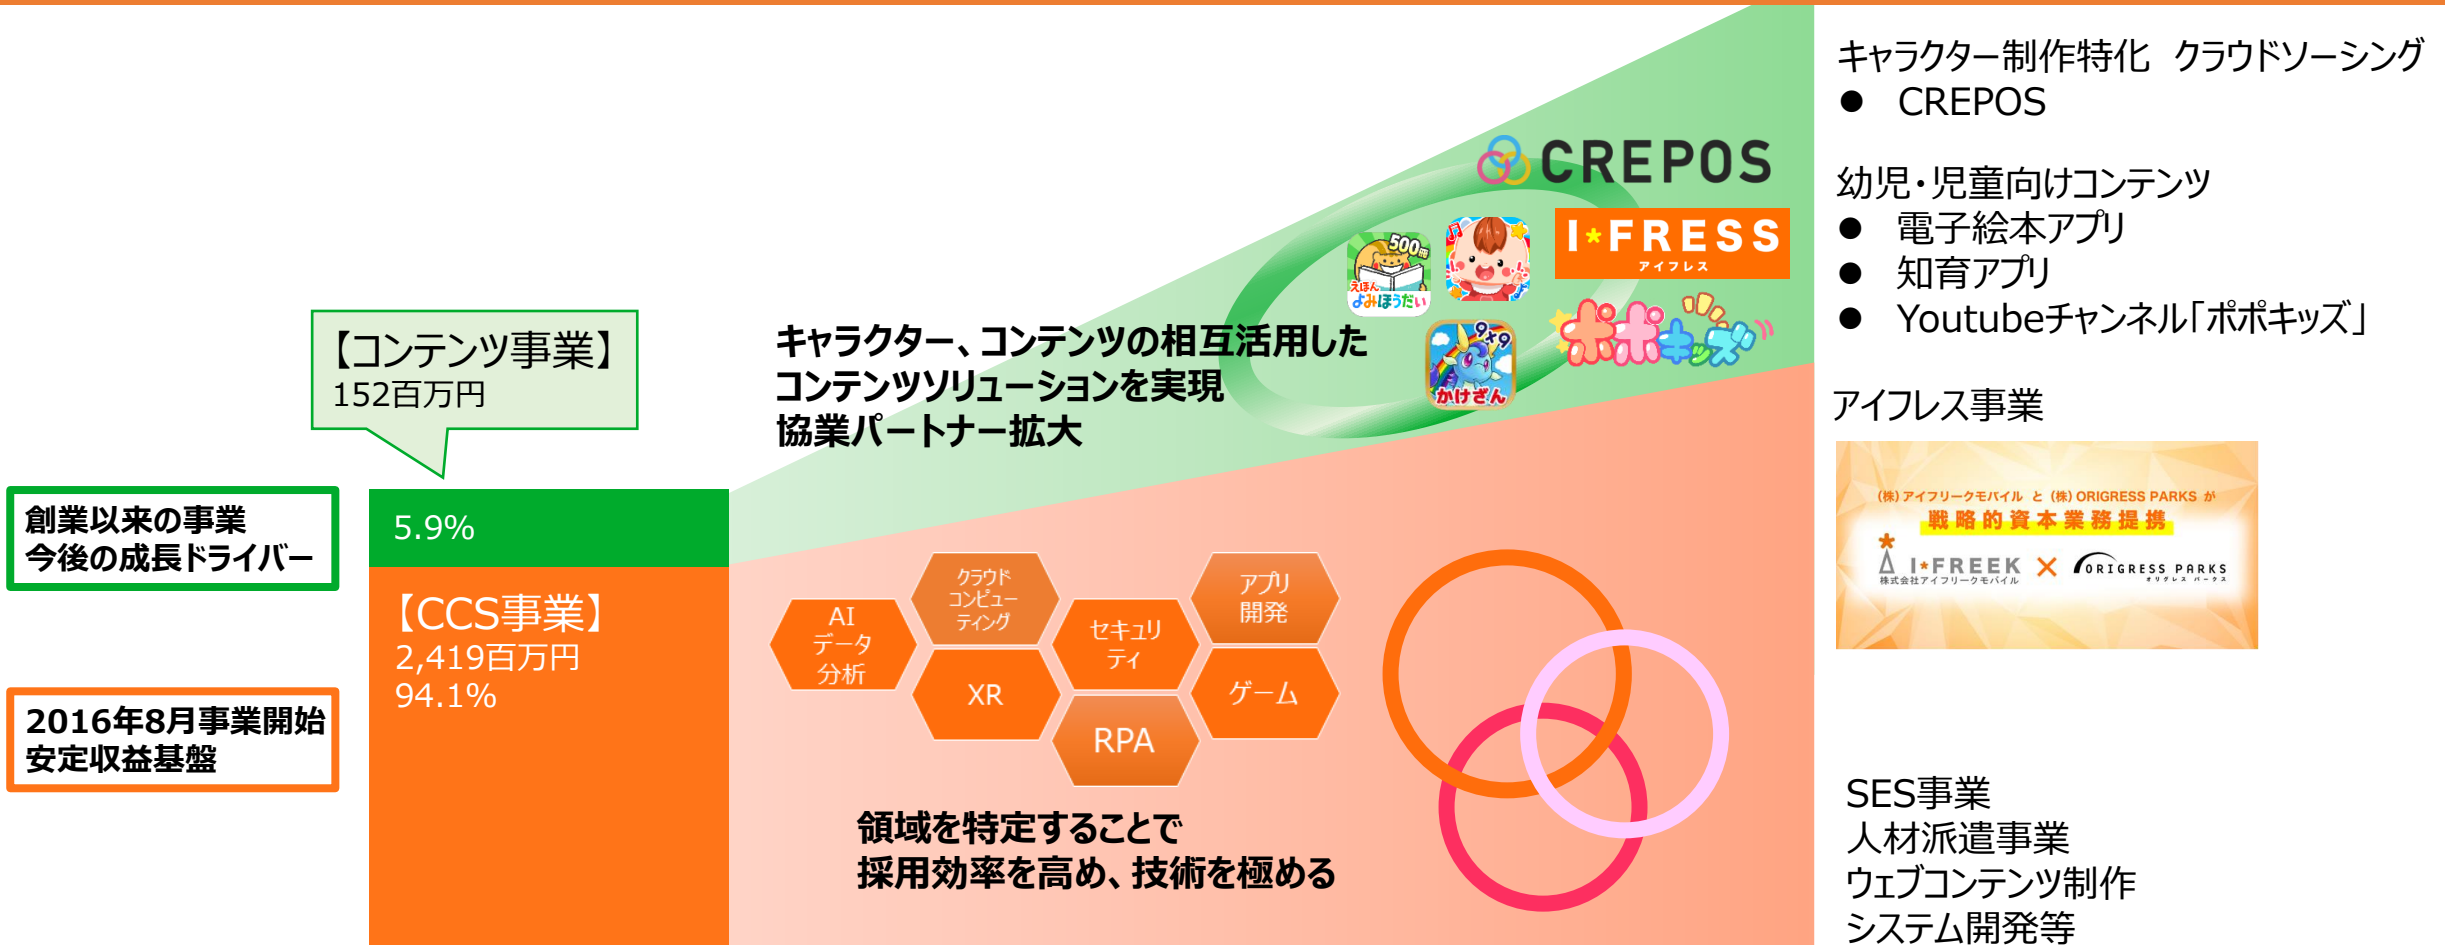 【コンテンツ事業】
152百万円
創業以来の事業
今後の成長ドライバー
5.9%
【CCS事業】
2,419百万円
94.1%
2016年8月事業開始
安定収益基盤
キャラクター、コンテンツの相互活用した
コンテンツソリューションを実現
協業パートナー拡大
CREPOS
I*FRESS
アイフレス
500冊
えほん
よみほうだい
ポポキッズ
9×9
かけざん
AI
データ
分析
クラウド
コンピュー
ティング
XR
セキュリ
ティ
RPA
アプリ
開発
ゲーム
領域を特定することで
採用効率を高め、技術を極める
キャラクター制作特化 クラウドソーシング
● CREPOS
幼児・児童向けコンテンツ
● 電子絵本アプリ
● 知育アプリ
● Youtubeチャンネル「ポポキッズ」
アイフレス事業
(株)アイフリークモバイル と (株)ORIGRESS PARKS が
戦略的資本業務提携
I*FREEK × ORIGRESS PARKS
株式会社アイフリークモバイル オリグレス パークス
SES事業
人材派遣事業
ウェブコンテンツ制作
システム開発等